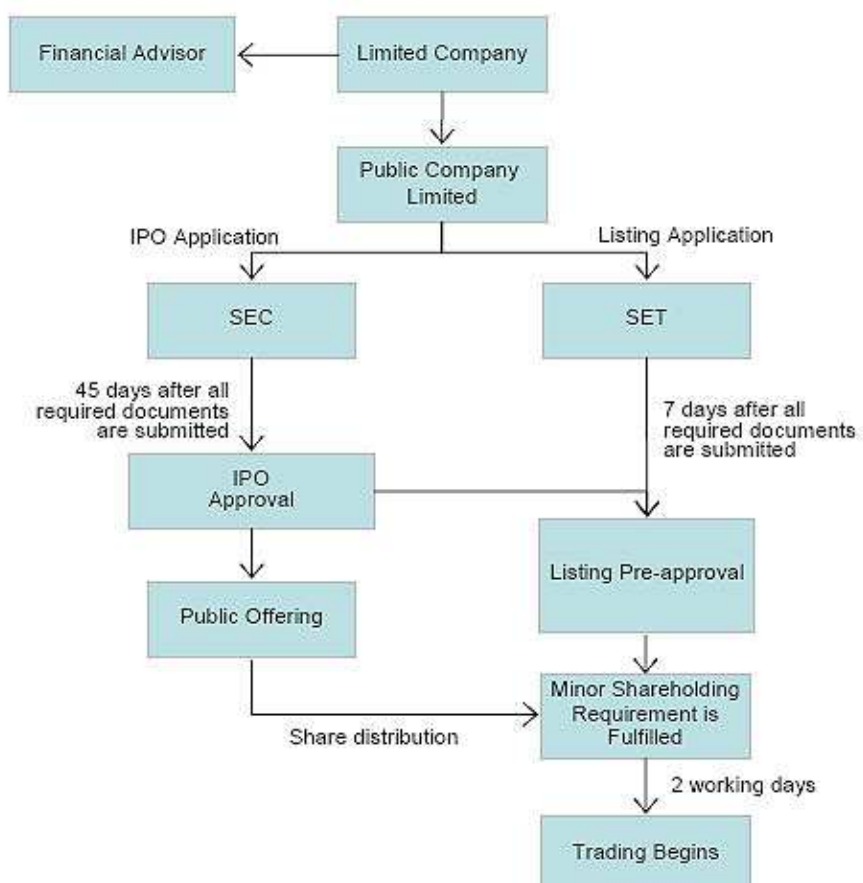 Financial Advisor
Limited Company
Public Company
Limited
IPO Application
Listing Application
SEC
SET
45 days after all
required documents
are submitted
7 days after all
required documents
are submitted
IPO
Approval
Listing Pre-approval
Public Offering
Minor Shareholding
Requirement is
Fulfilled
Share distribution
2 working days
Trading Begins